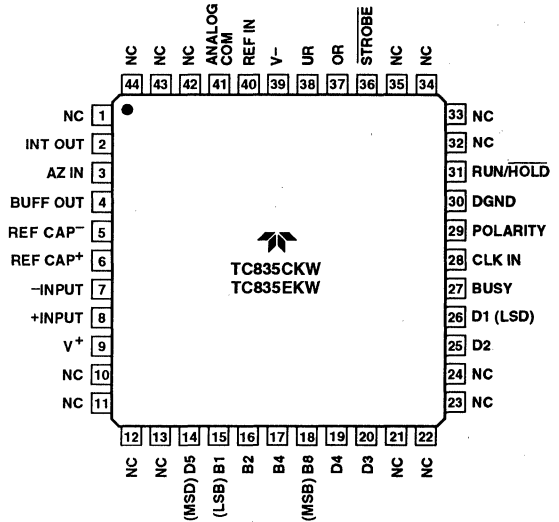 NC
NC
NC
ANALOG
COM
REF IN
V–
UR
OR
STROBE
NC
NC
44 43 42 41 40 39 38 37 36 35 34
NC 1
INT OUT 2
AZ IN 3
BUFF OUT 4
REF CAP– 5
REF CAP+ 6
–INPUT 7
+INPUT 8
V+ 9
NC 10
NC 11
TC835CKW
TC835EKW
33 NC
32 NC
31 RUN/HOLD
30 DGND
29 POLARITY
28 CLK IN
27 BUSY
26 D1 (LSD)
25 D2
24 NC
23 NC
12 13 14 15 16 17 18 19 20 21 22
NC
NC
(MSD) D5
(LSB) B1
B2
B4
(MSB) B8
D4
D3
NC
NC